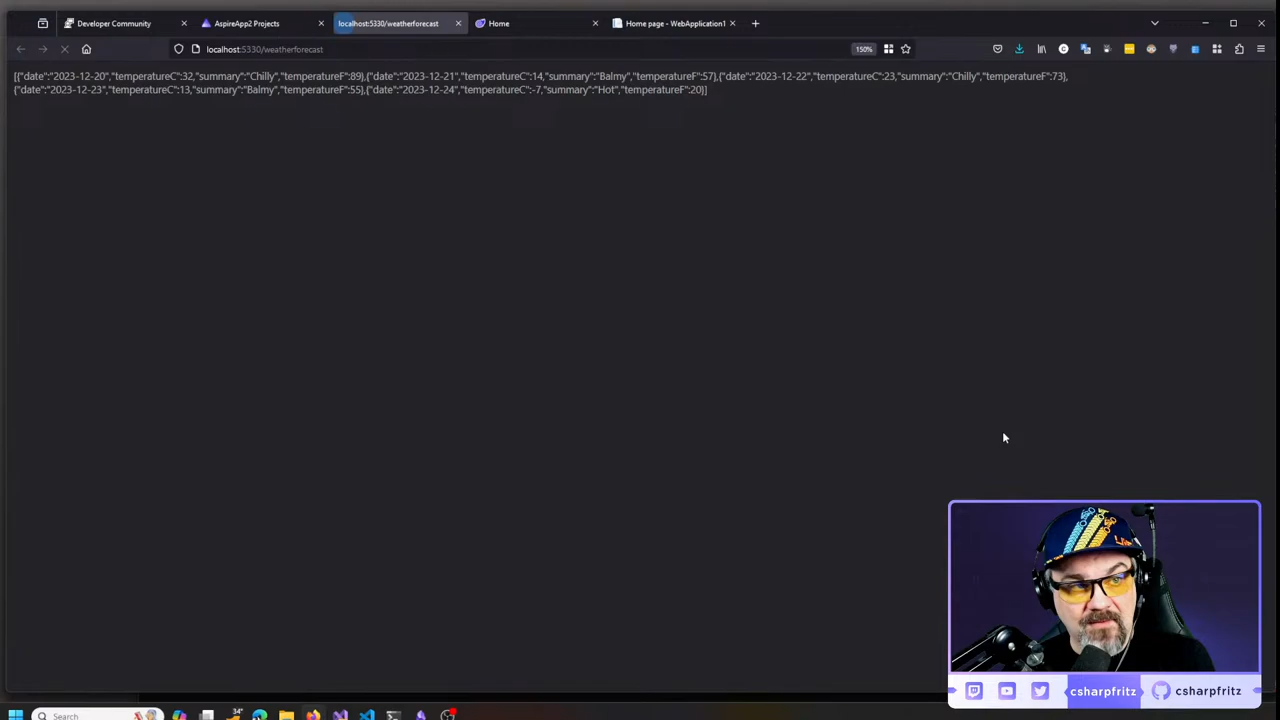 Developer Community
AspireApp2 Projects
localhost:5330/weatherforecast
Home
Home page - WebApplication1
localhost:5330/weatherforecast
150%
[{"date":"2023-12-20","temperatureC":32,"summary":"Chilly","temperatureF":89},{"date":"2023-12-21","temperatureC":14,"summary":"Balmy","temperatureF":57},{"date":"2023-12-22","temperatureC":23,"summary":"Chilly","temperatureF":73},
{"date":"2023-12-23","temperatureC":13,"summary":"Balmy","temperatureF":55},{"date":"2023-12-24","temperatureC":-7,"summary":"Hot","temperatureF":20}]
LIVE
csharpfritz
csharpfritz
Search
34°